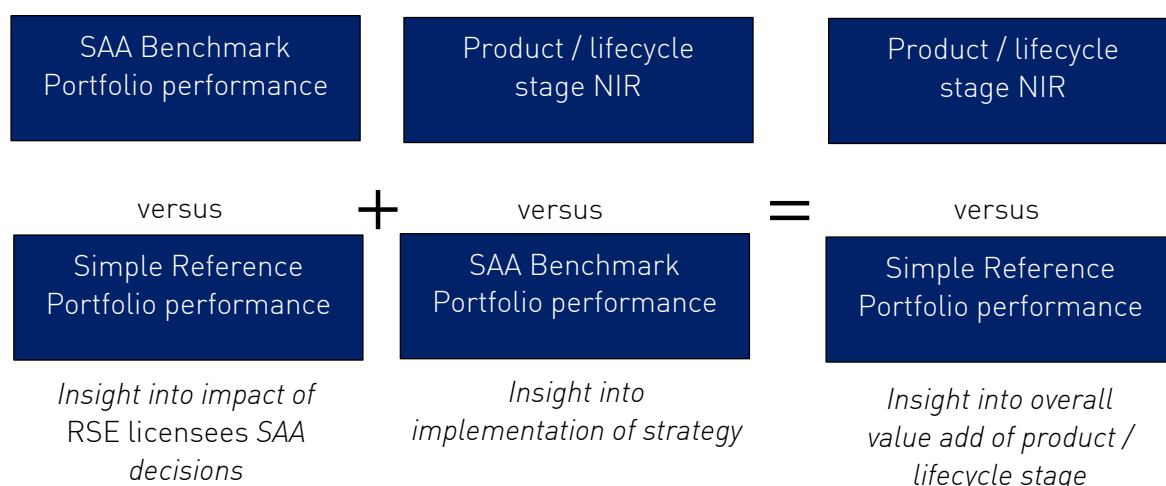 SAA Benchmark
Portfolio performance
versus
Simple Reference
Portfolio performance
Insight into impact of
RSE licensees SAA
decisions
+
Product / lifecycle
stage NIR
versus
SAA Benchmark
Portfolio performance
Insight into
implementation of strategy
=
Product / lifecycle
stage NIR
versus
Simple Reference
Portfolio performance
Insight into overall
value add of product /
lifecycle stage